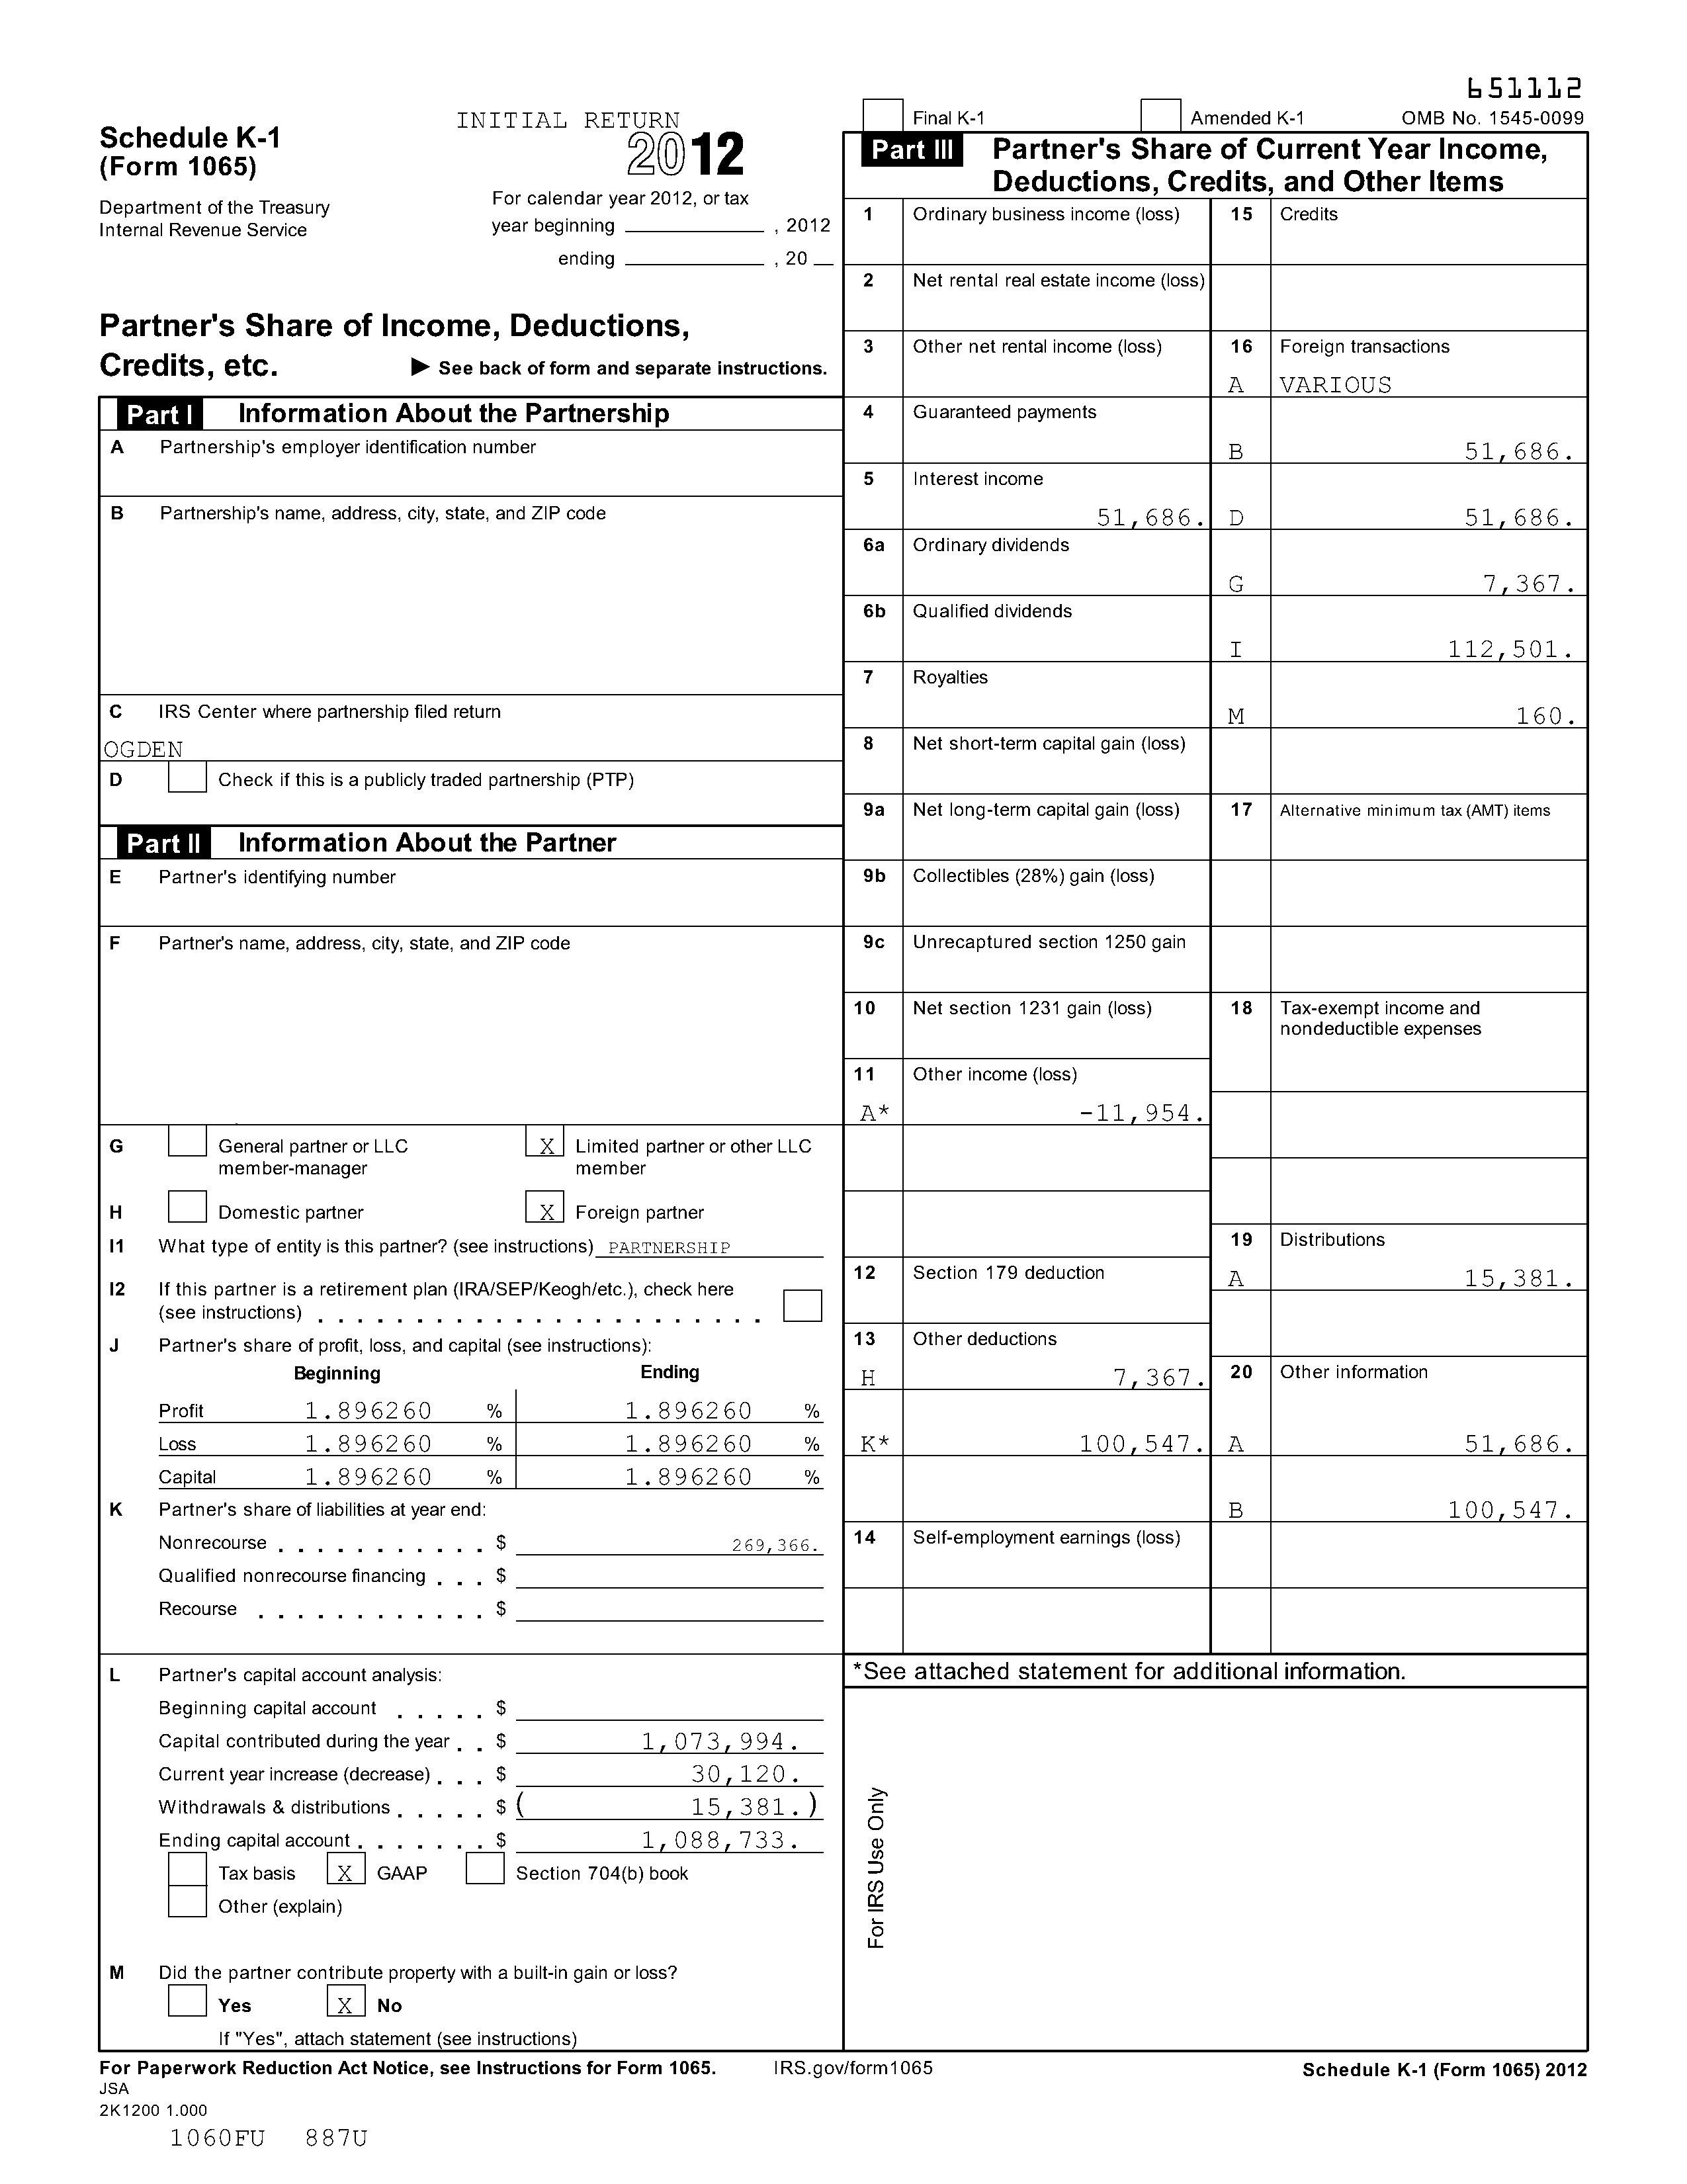 651112
INITIAL RETURN
Final K-1 Amended K-1 OMB No. 1545-0099
Schedule K-1
(Form 1065)
2012
Department of the Treasury
Internal Revenue Service
For calendar year 2012, or tax
year beginning , 2012
ending , 20
Partner's Share of Income, Deductions,
Credits, etc. ▶ See back of form and separate instructions.
Part I Information About the Partnership
A Partnership's employer identification number
B Partnership's name, address, city, state, and ZIP code
C IRS Center where partnership filed return
OGDEN
D Check if this is a publicly traded partnership (PTP)
Part II Information About the Partner
E Partner's identifying number
F Partner's name, address, city, state, and ZIP code
G General partner or LLC
member-manager
X Limited partner or other LLC
member
H Domestic partner X Foreign partner
I1 What type of entity is this partner? (see instructions) PARTNERSHIP
I2 If this partner is a retirement plan (IRA/SEP/Keogh/etc.), check here
(see instructions) . . . . . . . . . . . . . . . . . . . . . . .
J Partner's share of profit, loss, and capital (see instructions):
Beginning Ending
Profit 1.896260 % 1.896260 %
Loss 1.896260 % 1.896260 %
Capital 1.896260 % 1.896260 %
K Partner's share of liabilities at year end:
Nonrecourse . . . . . . . . . . . $ 269,366.
Qualified nonrecourse financing . . . $
Recourse . . . . . . . . . . . . $
L Partner's capital account analysis:
Beginning capital account . . . . . $
Capital contributed during the year . . $ 1,073,994.
Current year increase (decrease) . . . $ 30,120.
Withdrawals & distributions . . . . . $ ( 15,381.)
Ending capital account . . . . . . . $ 1,088,733.
Tax basis X GAAP Section 704(b) book
Other (explain)
M Did the partner contribute property with a built-in gain or loss?
Yes X No
If "Yes", attach statement (see instructions)
Part III Partner's Share of Current Year Income,
Deductions, Credits, and Other Items
1 Ordinary business income (loss)
2 Net rental real estate income (loss)
3 Other net rental income (loss)
4 Guaranteed payments
5 Interest income
51,686.
6a Ordinary dividends
6b Qualified dividends
7 Royalties
8 Net short-term capital gain (loss)
9a Net long-term capital gain (loss)
9b Collectibles (28%) gain (loss)
9c Unrecaptured section 1250 gain
10 Net section 1231 gain (loss)
11 Other income (loss)
A* -11,954.
12 Section 179 deduction
13 Other deductions
H 7,367.
K* 100,547.
14 Self-employment earnings (loss)
15 Credits
16 Foreign transactions
A VARIOUS
B 51,686.
D 51,686.
G 7,367.
I 112,501.
M 160.
17 Alternative minimum tax (AMT) items
18 Tax-exempt income and
nondeductible expenses
19 Distributions
A 15,381.
20 Other information
A 51,686.
B 100,547.
*See attached statement for additional information.
For IRS Use Only
For Paperwork Reduction Act Notice, see Instructions for Form 1065. IRS.gov/form1065 Schedule K-1 (Form 1065) 2012
JSA
2K1200 1.000
1060FU 887U